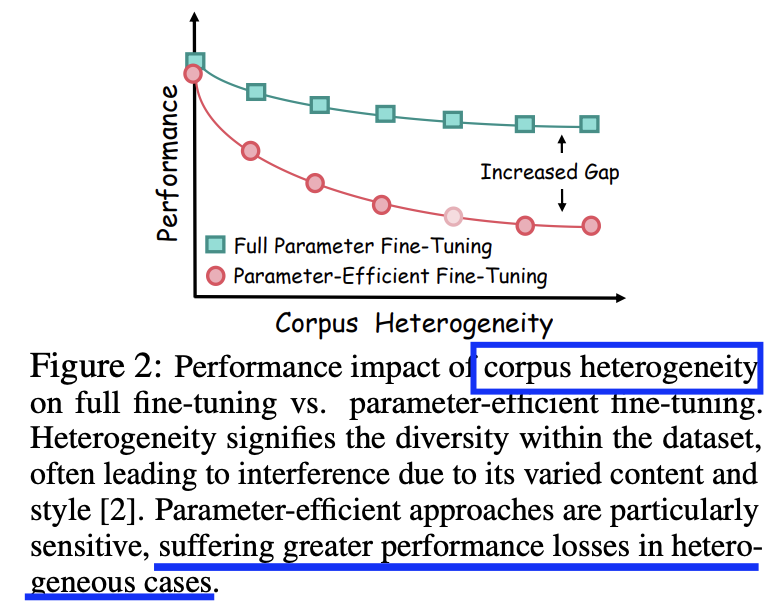 Performance
Increased Gap
Full Parameter Fine-Tuning
Parameter-Efficient Fine-Tuning
Corpus Heterogeneity
Figure 2: Performance impact of corpus heterogeneity
on full fine-tuning vs. parameter-efficient fine-tuning.
Heterogeneity signifies the diversity within the dataset,
often leading to interference due to its varied content and
style [2]. Parameter-efficient approaches are particularly
sensitive, suffering greater performance losses in hetero-
geneous cases.